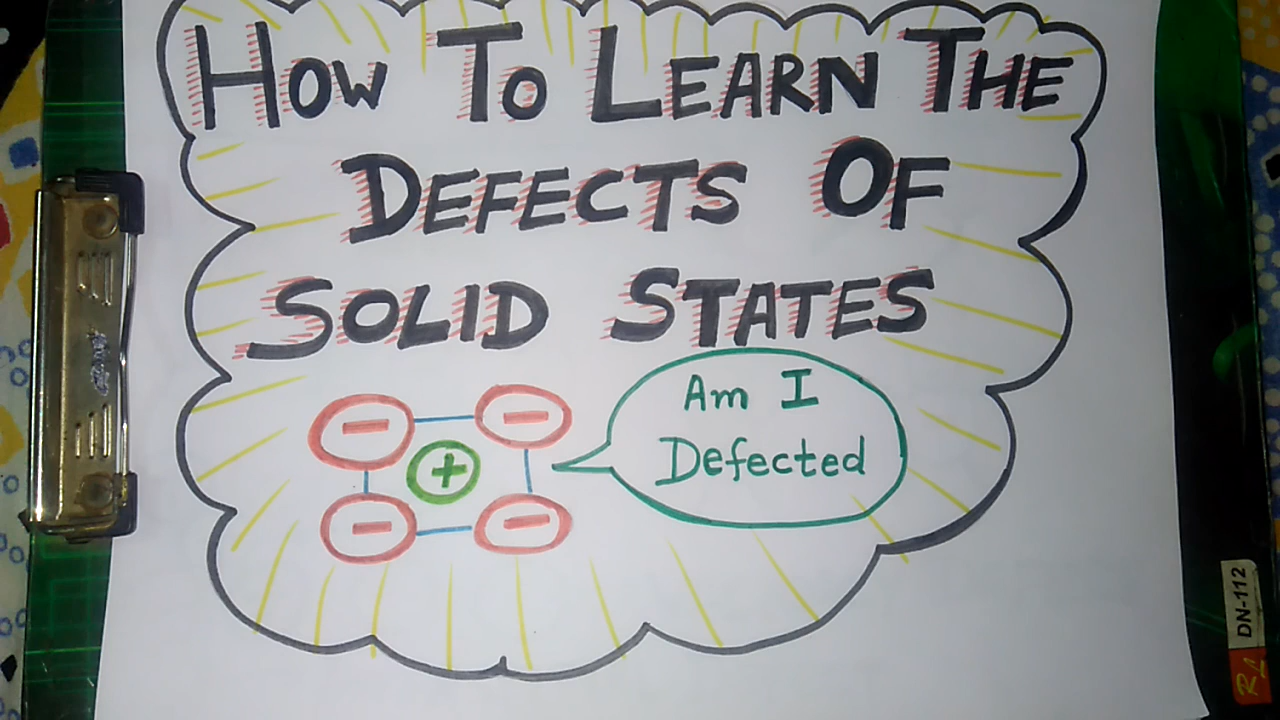 HOW TO LEARN THE
DEFECTS OF
SOLID STATES
Am I
Defected
− −
+
− −
DN-112